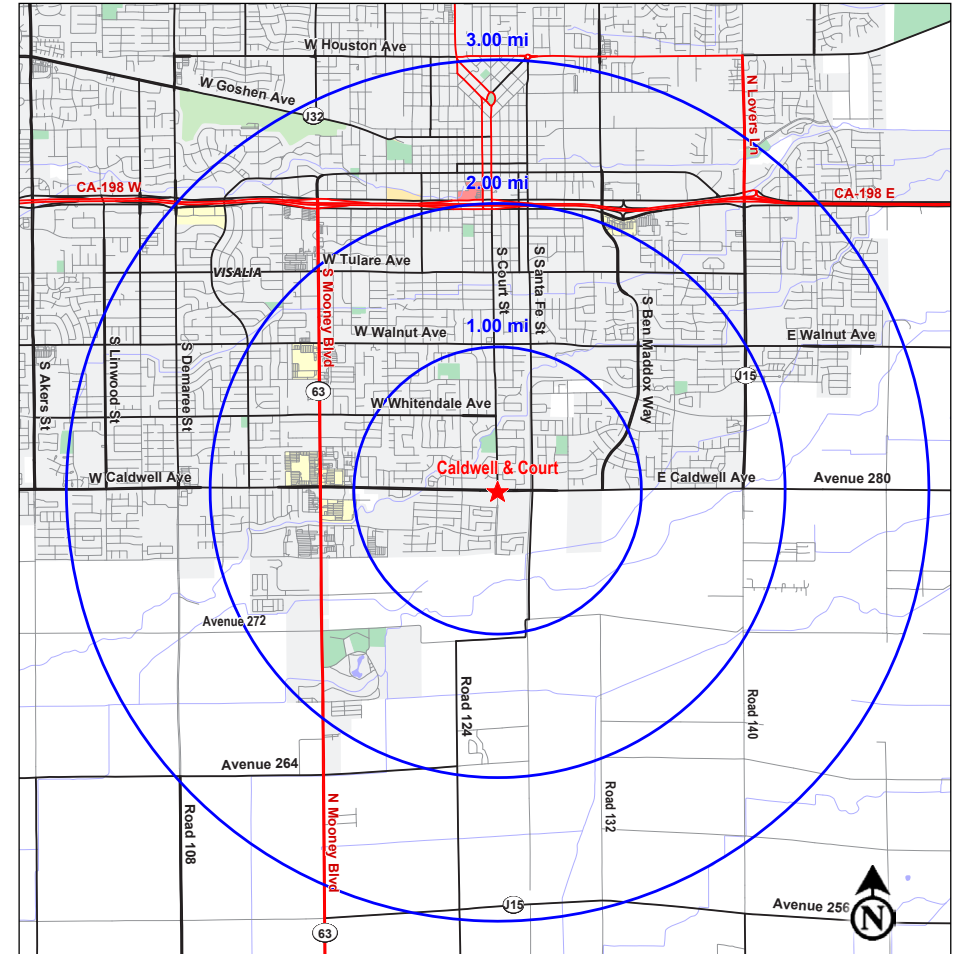 3.00 mi
W Houston Ave
W Goshen Ave
J32
N Lovers Ln
CA-198 W
2.00 mi
CA-198 E
W Tulare Ave
VISALIA
S Mooney Blvd
S Court St
S Santa Fe St
S Ben Maddox Way
1.00 mi
W Walnut Ave
E Walnut Ave
S Akers St
S Linwood St
S Demaree St
J15
63
W Whitendale Ave
Caldwell & Court
W Caldwell Ave
E Caldwell Ave
Avenue 280
Avenue 272
Road 124
Road 140
Avenue 264
Road 108
N Mooney Blvd
Road 132
J15
Avenue 256
63
N